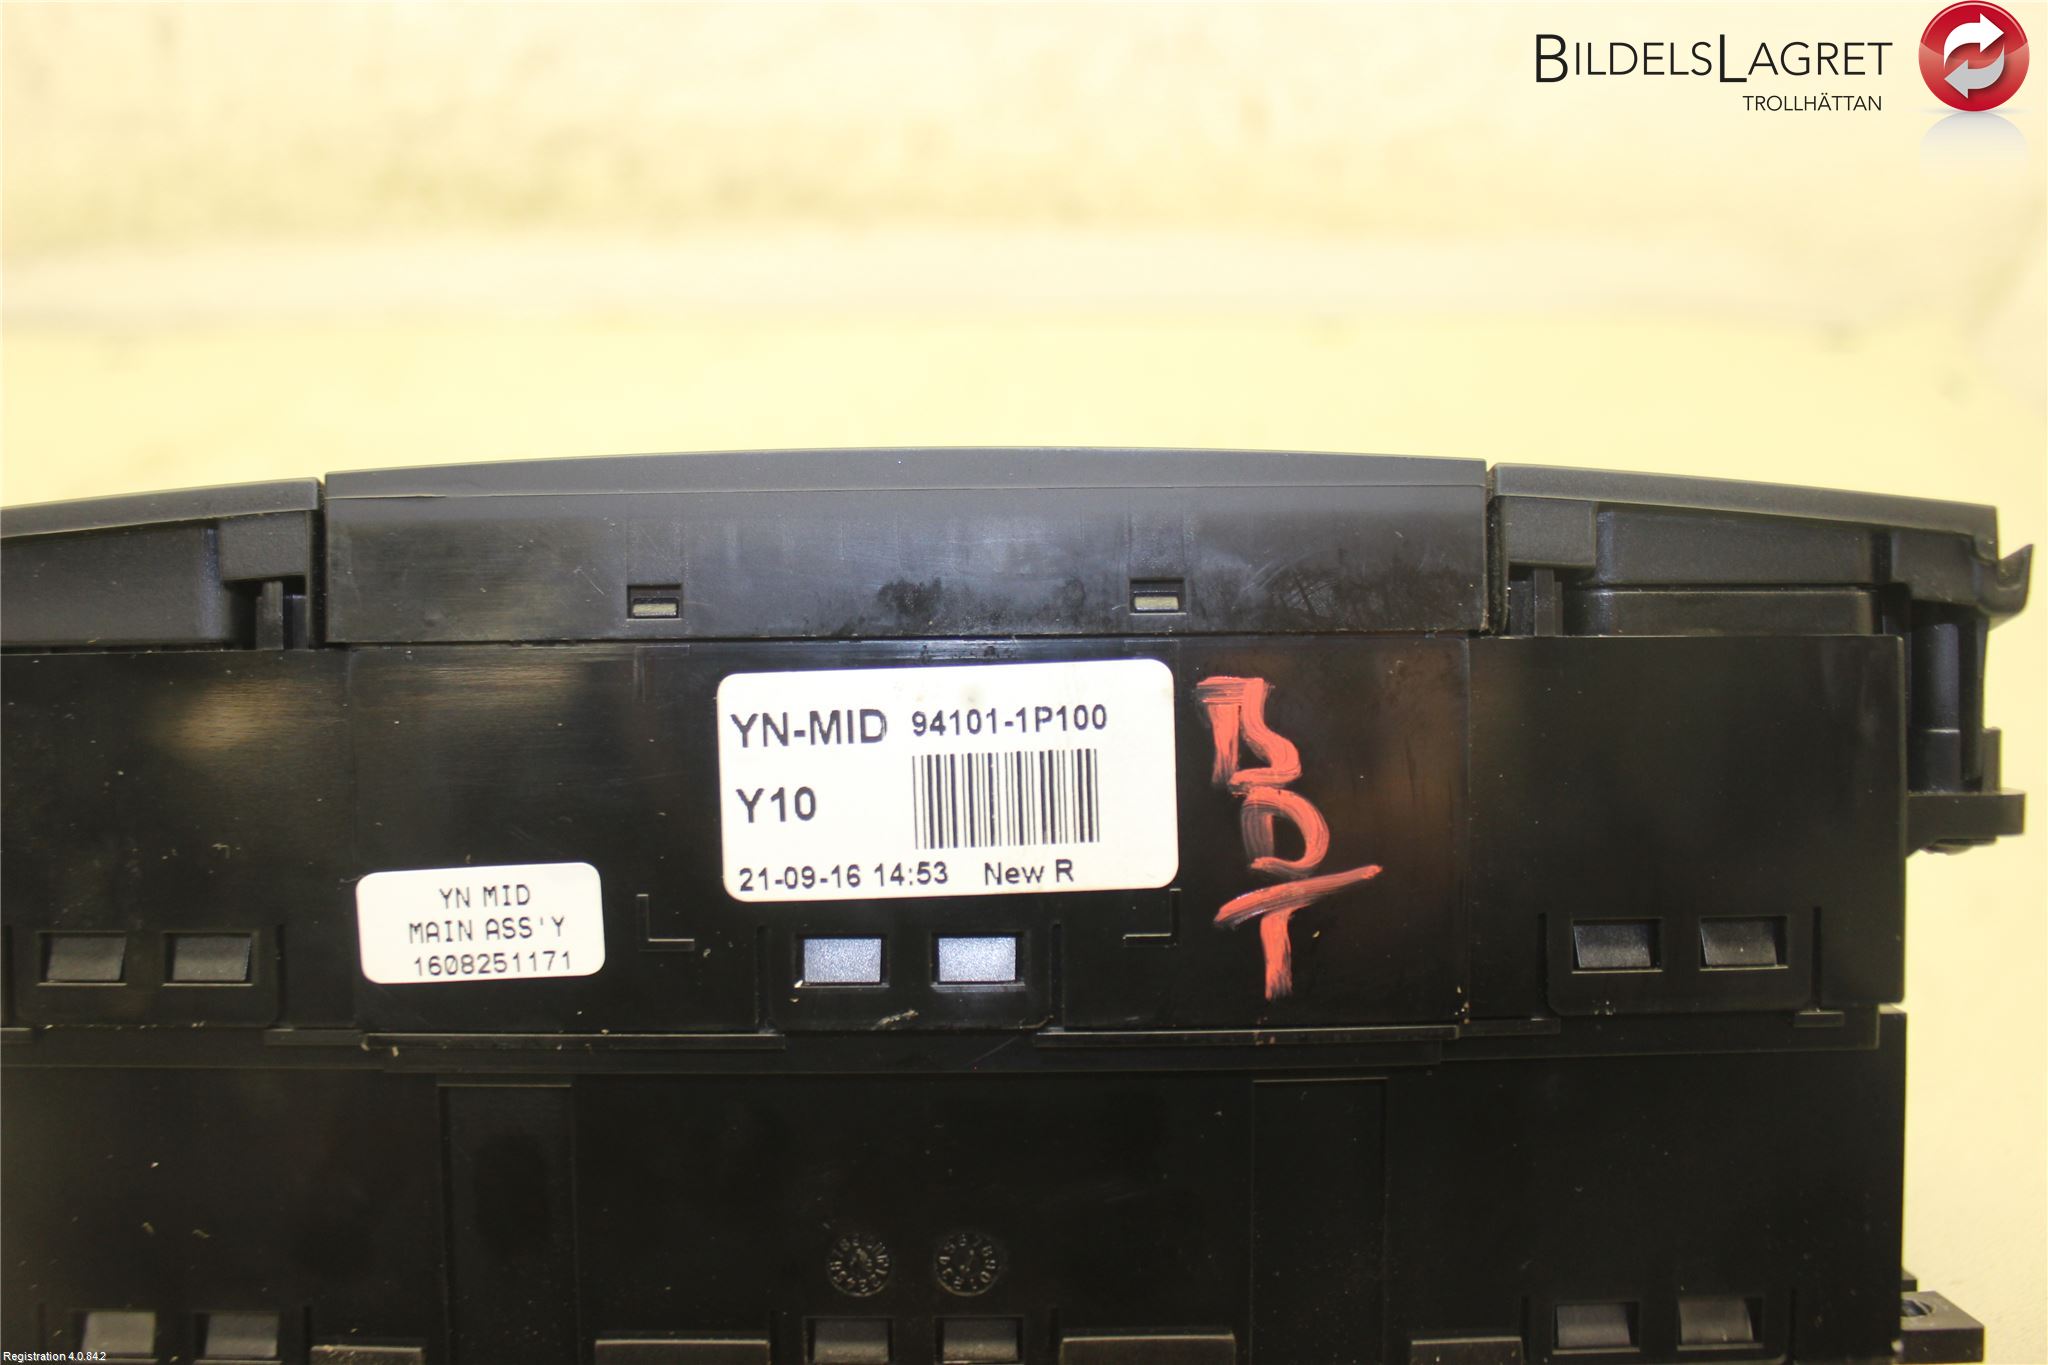 BILDELSLAGRET
TROLLHÄTTAN
YN-MID 94101-1P100
Y10
21-09-16 14:53 New R
BDT
YN MID
MAIN ASS'Y
1608251171
Registration 4.0.84.2